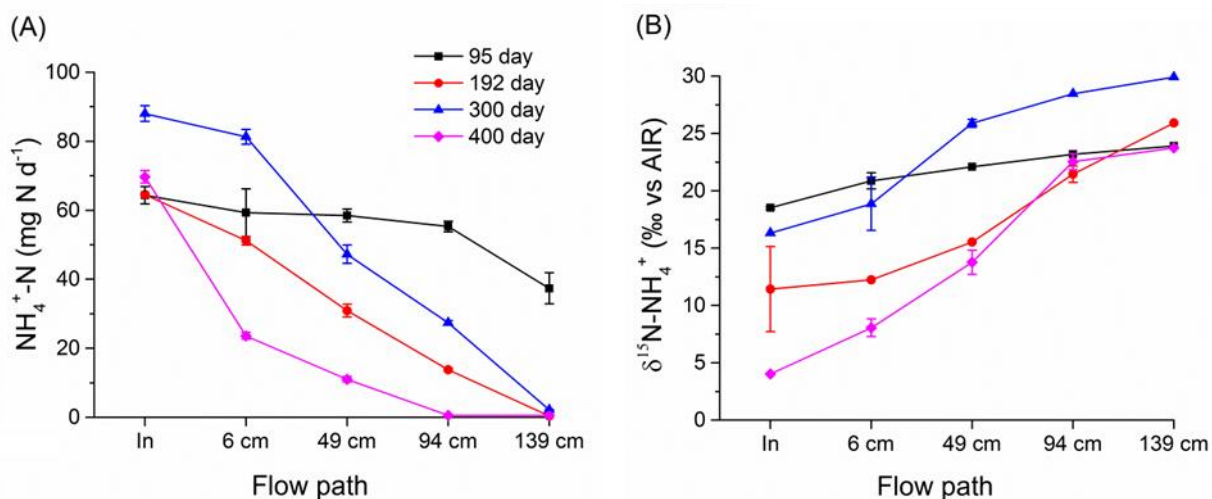 (A)
95 day
192 day
300 day
400 day
100
80
60
40
20
0
NH₄⁺-N (mg N d⁻¹)
In 6 cm 49 cm 94 cm 139 cm
Flow path
(B)
30
25
20
15
10
5
0
δ¹⁵N-NH₄⁺ (‰ vs AIR)
In 6 cm 49 cm 94 cm 139 cm
Flow path